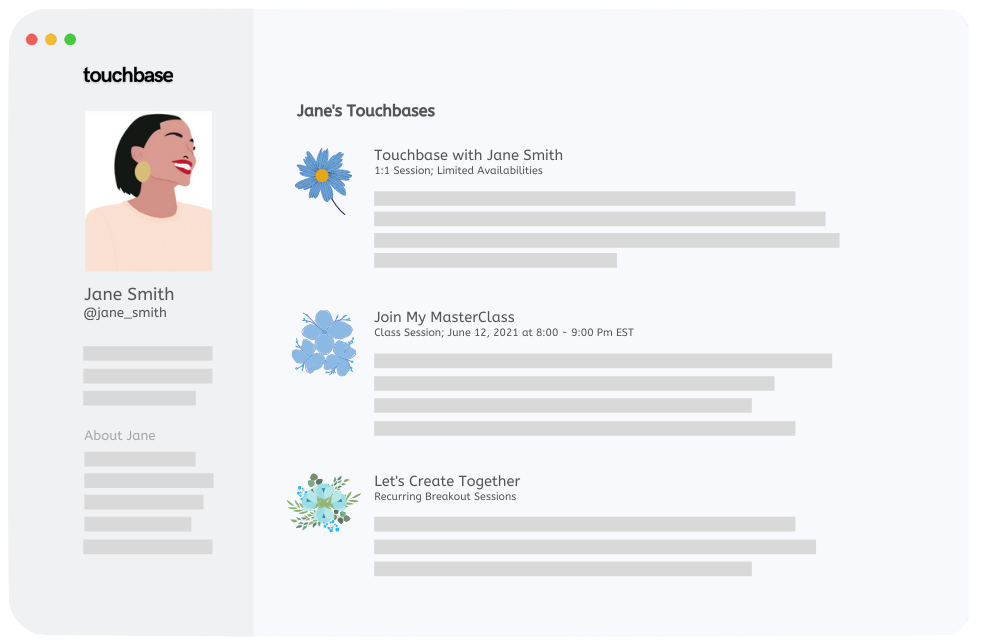 touchbase
Jane Smith
@jane_smith
About Jane
Jane's Touchbases
Touchbase with Jane Smith
1:1 Session; Limited Availabilities
Join My MasterClass
Class Session; June 12, 2021 at 8:00 - 9:00 Pm EST
Let's Create Together
Recurring Breakout Sessions